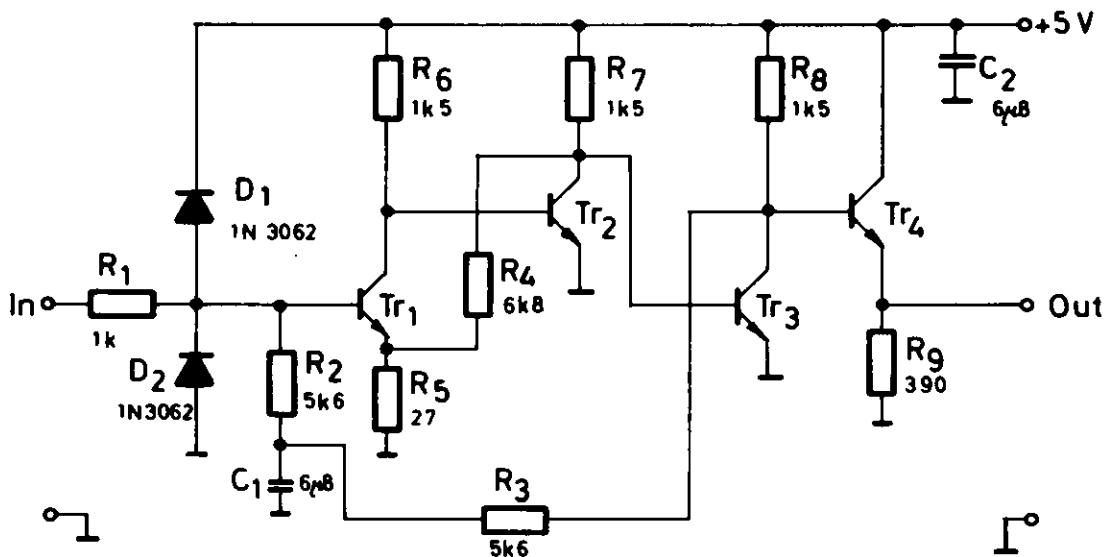 +5V
R6
1k5
R7
1k5
R8
1k5
C2
6µ8
D1
1N 3062
Tr2
Tr4
R1
In
1k
Tr1
R4
6k8
Tr3
Out
D2
1N3062
R2
5k6
R5
27
R9
390
C1
6µ8
R3
5k6